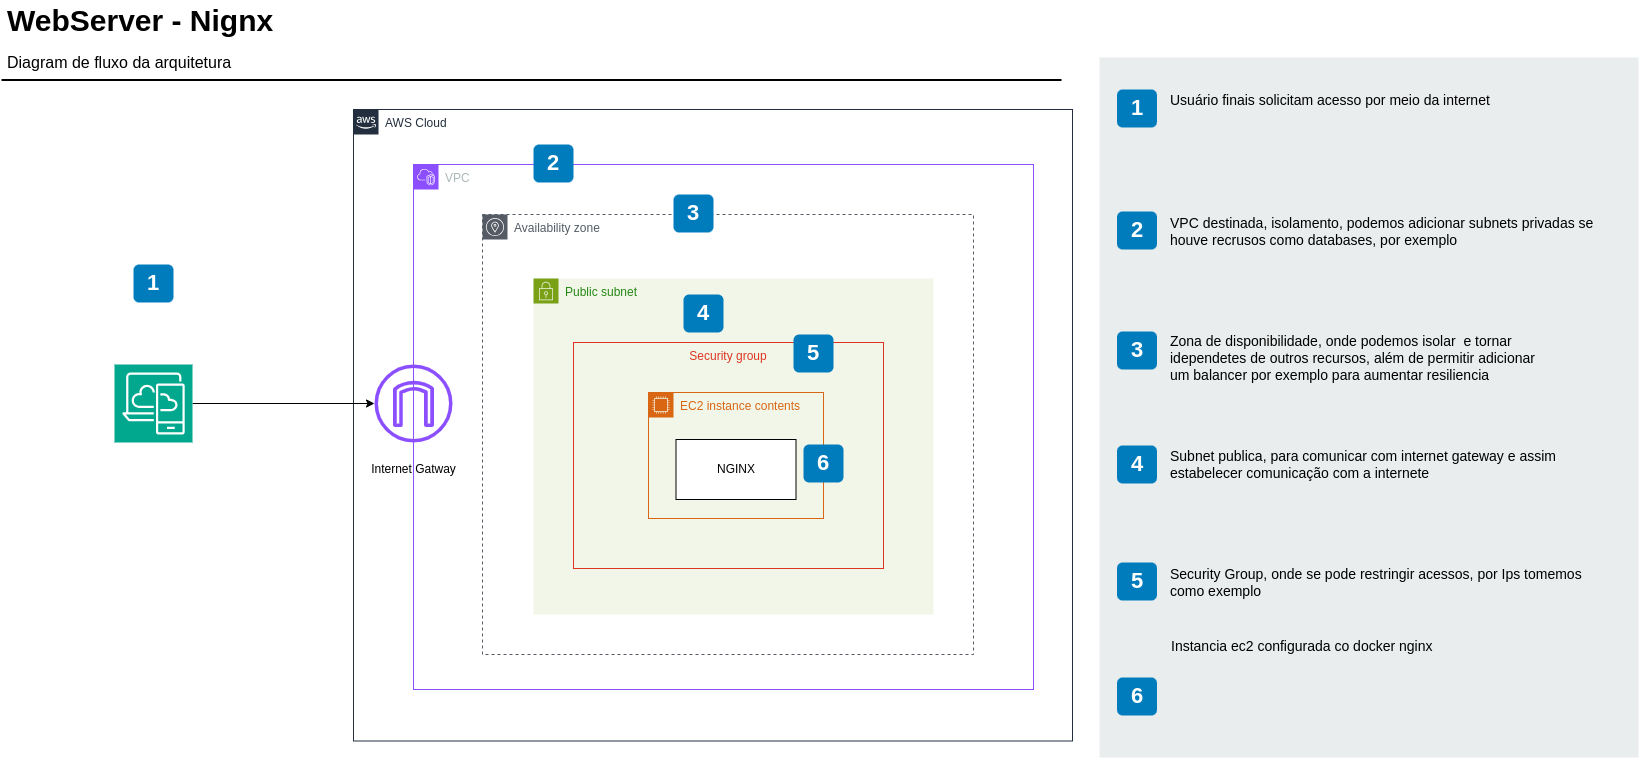 WebServer - Nignx
Diagram de fluxo da arquitetura
aws
AWS Cloud
2
VPC
3
Availability zone
1
Public subnet
4
5
Security group
EC2 instance contents
NGINX
6
Internet Gatway
1
Usuário finais solicitam acesso por meio da internet
2
VPC destinada, isolamento, podemos adicionar subnets privadas se
houve recrusos como databases, por exemplo
3
Zona de disponibilidade, onde podemos isolar e tornar
idependetes de outros recursos, além de permitir adicionar
um balancer por exemplo para aumentar resiliencia
4
Subnet publica, para comunicar com internet gateway e assim
estabelecer comunicação com a internete
5
Security Group, onde se pode restringir acessos, por Ips tomemos
como exemplo
Instancia ec2 configurada co docker nginx
6